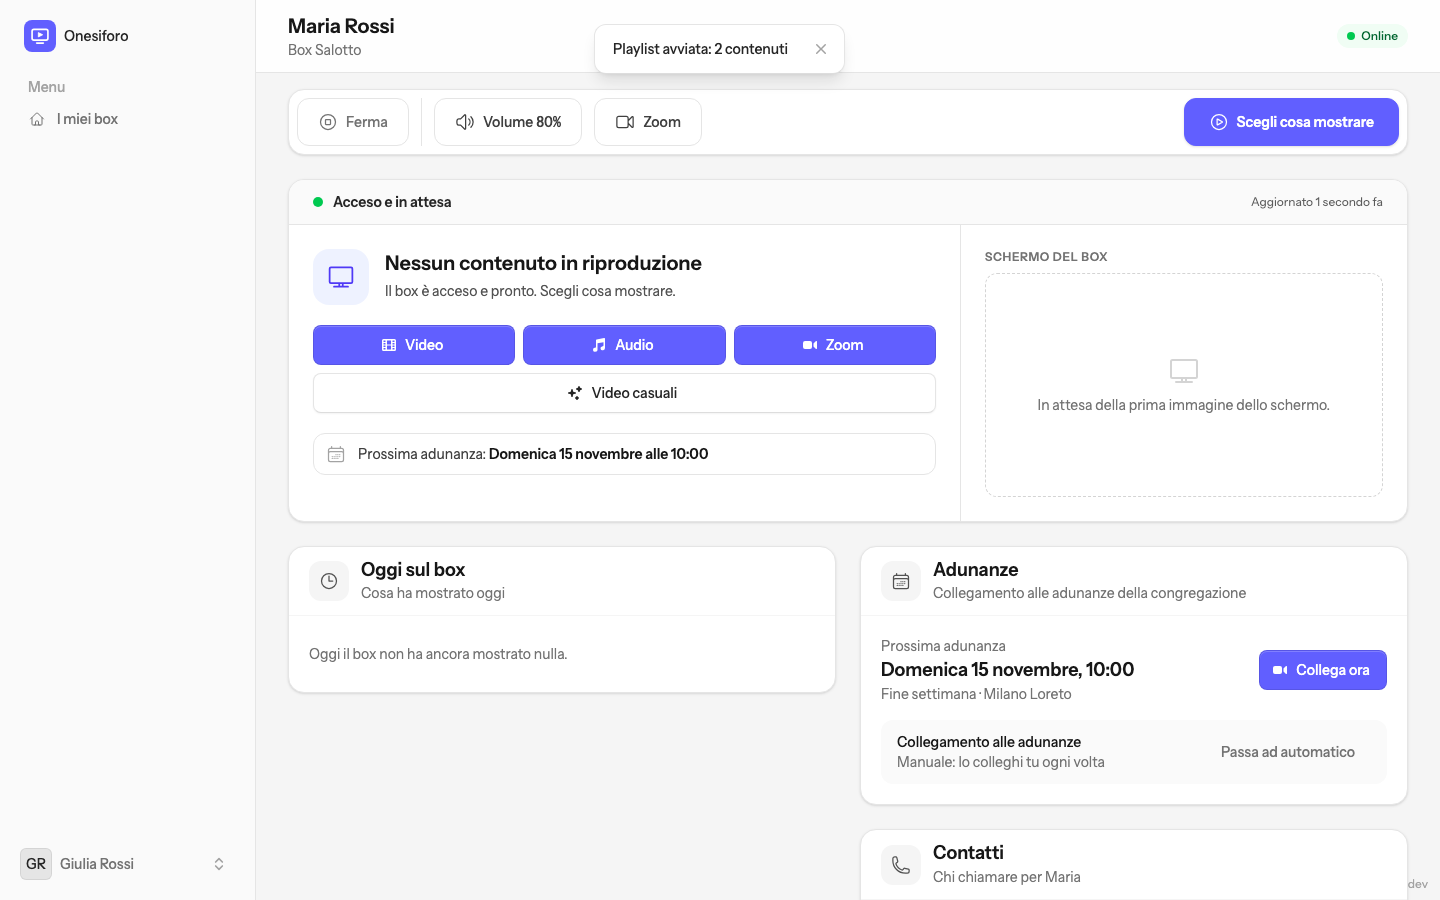 Onesiforo
Menu
I miei box
GR
Giulia Rossi
Maria Rossi
Box Salotto
Playlist avviata: 2 contenuti
Online
Ferma
Volume 80%
Zoom
Scegli cosa mostrare
Acceso e in attesa
Aggiornato 1 secondo fa
Nessun contenuto in riproduzione
Il box è acceso e pronto. Scegli cosa mostrare.
Video
Audio
Zoom
Video casuali
Prossima adunanza: Domenica 15 novembre alle 10:00
SCHERMO DEL BOX
In attesa della prima immagine dello schermo.
Oggi sul box
Cosa ha mostrato oggi
Oggi il box non ha ancora mostrato nulla.
Adunanze
Collegamento alle adunanze della congregazione
Prossima adunanza
Domenica 15 novembre, 10:00
Fine settimana · Milano Loreto
Collega ora
Collegamento alle adunanze
Manuale: lo colleghi tu ogni volta
Passa ad automatico
Contatti
Chi chiamare per Maria
dev